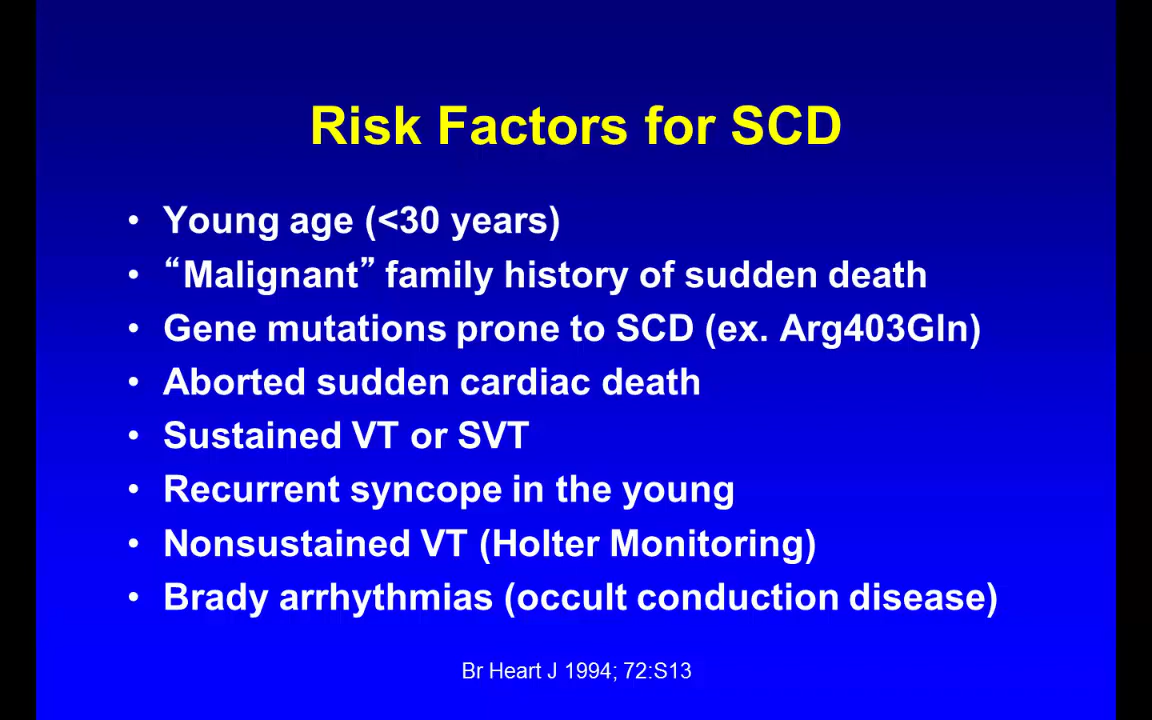 Risk Factors for SCD
• Young age (<30 years)
• “Malignant” family history of sudden death
• Gene mutations prone to SCD (ex. Arg403Gln)
• Aborted sudden cardiac death
• Sustained VT or SVT
• Recurrent syncope in the young
• Nonsustained VT (Holter Monitoring)
• Brady arrhythmias (occult conduction disease)
Br Heart J 1994; 72:S13